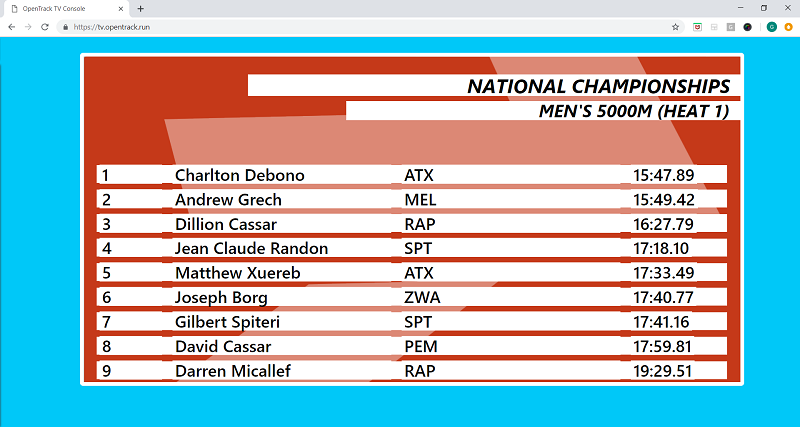 OpenTrack TV Console
https://tv.opentrack.run
NATIONAL CHAMPIONSHIPS
MEN'S 5000M (HEAT 1)
1 Charlton Debono ATX 15:47.89
2 Andrew Grech MEL 15:49.42
3 Dillion Cassar RAP 16:27.79
4 Jean Claude Randon SPT 17:18.10
5 Matthew Xuereb ATX 17:33.49
6 Joseph Borg ZWA 17:40.77
7 Gilbert Spiteri SPT 17:41.16
8 David Cassar PEM 17:59.81
9 Darren Micallef RAP 19:29.51